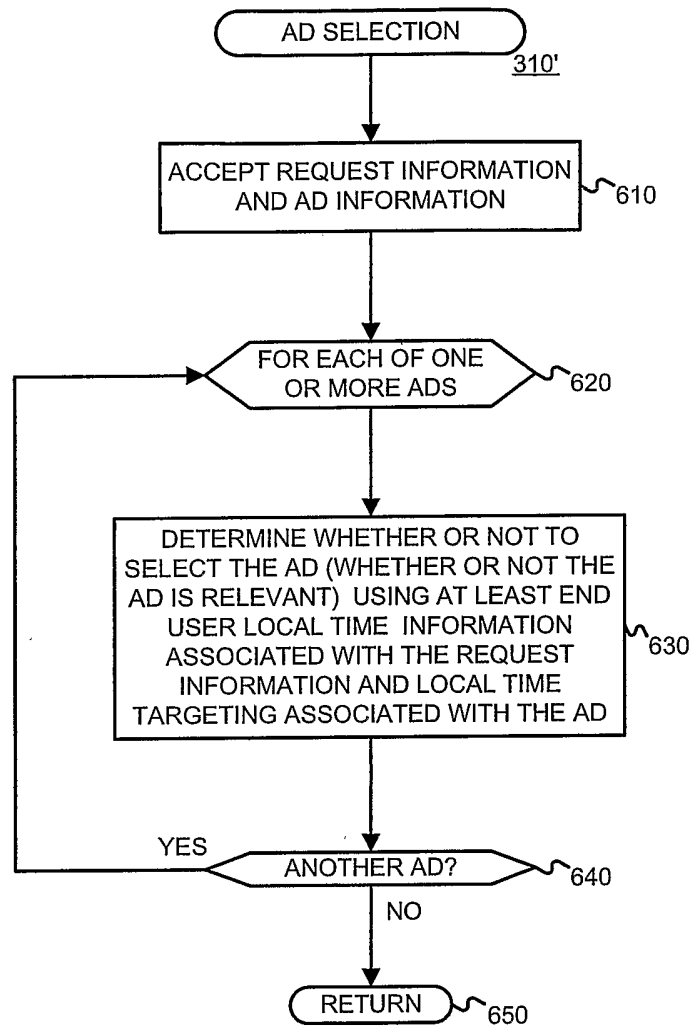 AD SELECTION
310'
ACCEPT REQUEST INFORMATION
AND AD INFORMATION
610
FOR EACH OF ONE
OR MORE ADS
620
DETERMINE WHETHER OR NOT TO
SELECT THE AD (WHETHER OR NOT THE
AD IS RELEVANT) USING AT LEAST END
USER LOCAL TIME INFORMATION
ASSOCIATED WITH THE REQUEST
INFORMATION AND LOCAL TIME
TARGETING ASSOCIATED WITH THE AD
630
YES
ANOTHER AD?
640
NO
RETURN
650